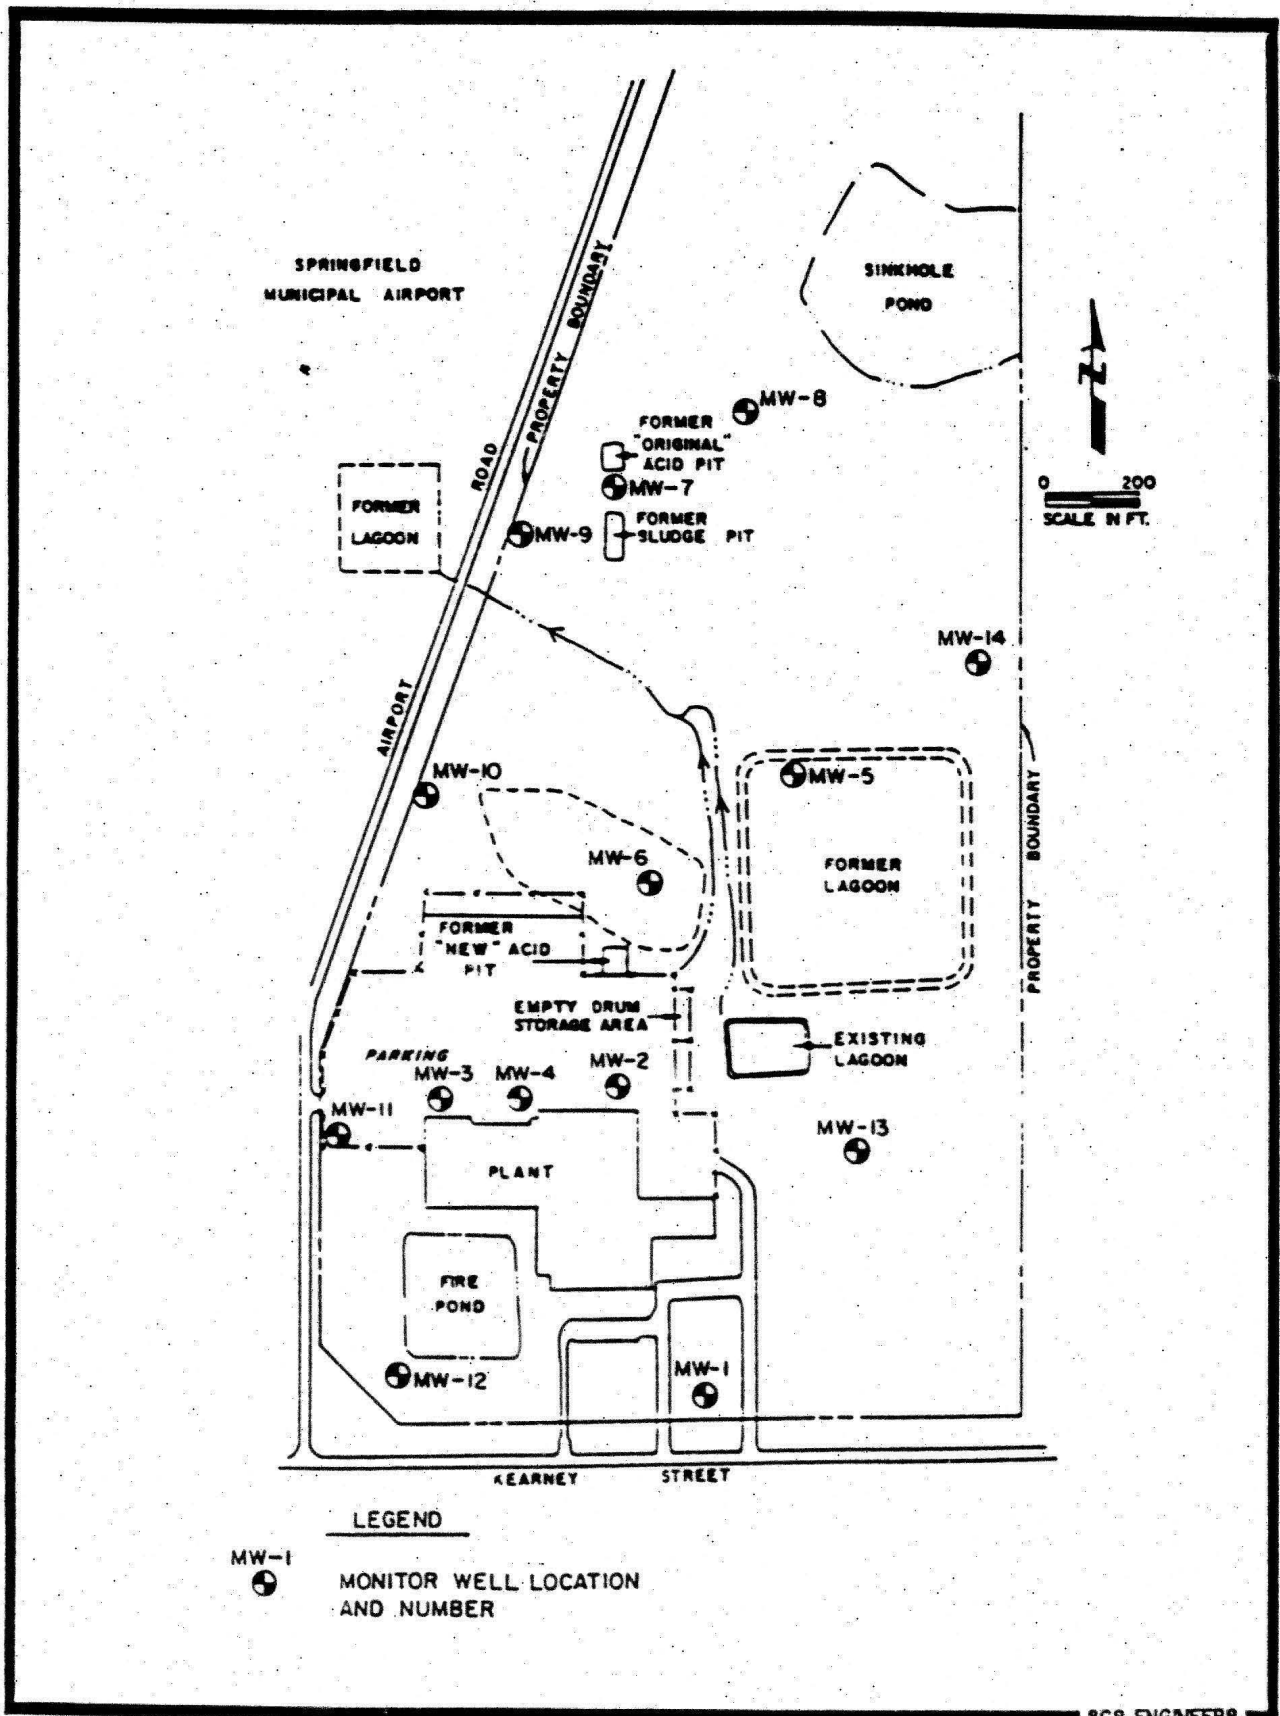 SPRINGFIELD
MUNICIPAL AIRPORT
SINKHOLE
POND
PROPERTY BOUNDARY
N
MW-8
FORMER
"ORIGINAL"
ACID PIT
ROAD
MW-7
0 200
SCALE IN FT.
FORMER
LAGOON
FORMER
SLUDGE PIT
MW-9
MW-14
AIRPORT
MW-10
MW-5
PROPERTY BOUNDARY
MW-6
FORMER
LAGOON
FORMER
"NEW" ACID
PIT
EMPTY DRUM
STORAGE AREA
EXISTING
LAGOON
PARKING
MW-3
MW-4
MW-2
MW-11
MW-13
PLANT
FIRE
POND
MW-12
MW-1
KEARNEY STREET
LEGEND
MW-1
MONITOR WELL LOCATION
AND NUMBER
SCS ENGINEERS